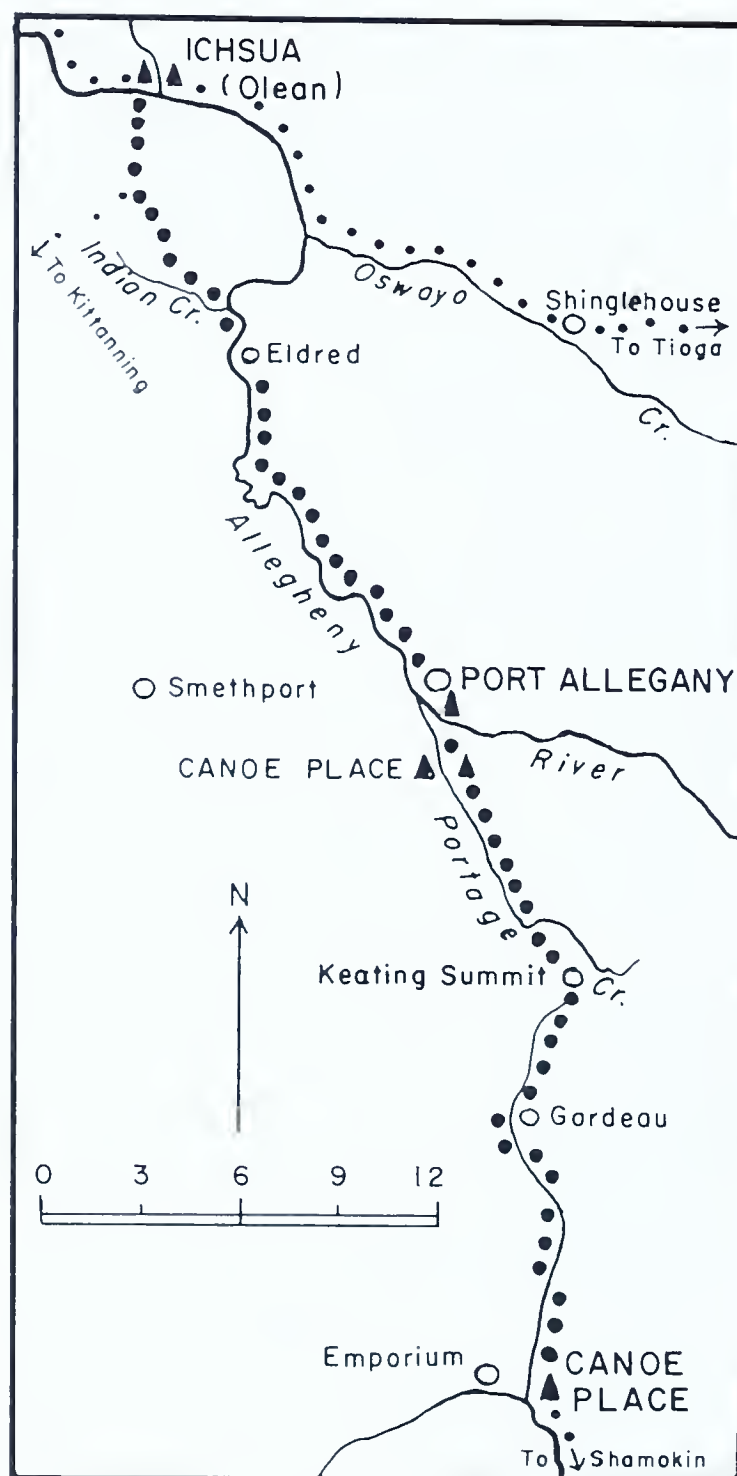 ICHSUA
(Olean)
Indian Cr.
To Kittanning
Oswayo
Cr.
Shinglehouse
To Tioga
Eldred
Allegheny
River
Smethport
PORT ALLEGANY
CANOE PLACE
Portage
Cr.
N
Keating Summit
Gardeau
0 3 6 9 12
Emporium
CANOE
PLACE
To Shamokin